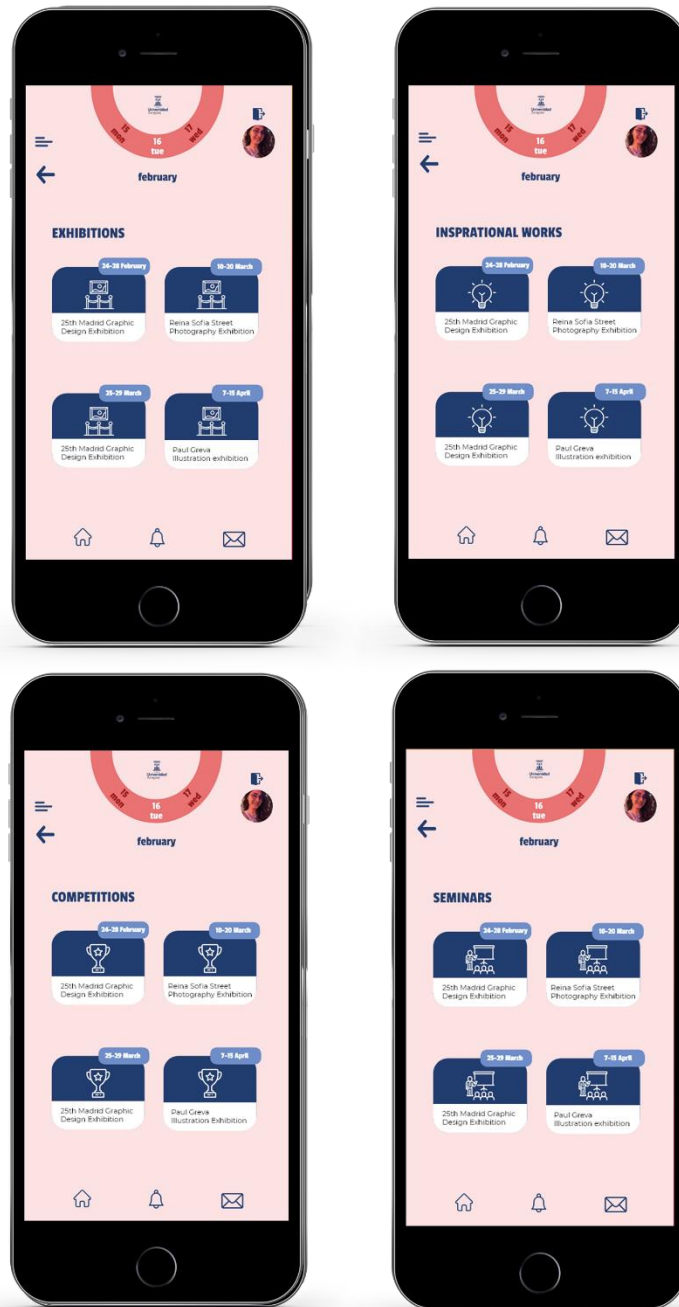 Universidad
Zaragoza
15
mon
16
tue
17
wed
february
EXHIBITIONS
24-28 February
25th Madrid Graphic
Design Exhibition
10-20 March
Reina Sofia Street
Photography Exhibition
25-29 March
25th Madrid Graphic
Design Exhibition
7-15 April
Paul Greva
Illustration exhibition
Universidad
Zaragoza
15
mon
16
tue
17
wed
february
INSPRATIONAL WORKS
24-28 February
25th Madrid Graphic
Design Exhibition
10-20 March
Reina Sofia Street
Photography Exhibition
25-29 March
25th Madrid Graphic
Design Exhibition
7-15 April
Paul Greva
Illustration exhibition
Universidad
Zaragoza
15
mon
16
tue
17
wed
february
COMPETITIONS
24-28 February
25th Madrid Graphic
Design Exhibition
10-20 March
Reina Sofia Street
Photography Exhibition
25-29 March
25th Madrid Graphic
Design Exhibition
7-15 April
Paul Greva
Illustration Exhibition
Universidad
Zaragoza
15
mon
16
tue
17
wed
february
SEMINARS
24-28 February
25th Madrid Graphic
Design Exhibition
10-20 March
Reina Sofia Street
Photography Exhibition
25-29 March
25th Madrid Graphic
Design Exhibition
7-15 April
Paul Greva
Illustration exhibition